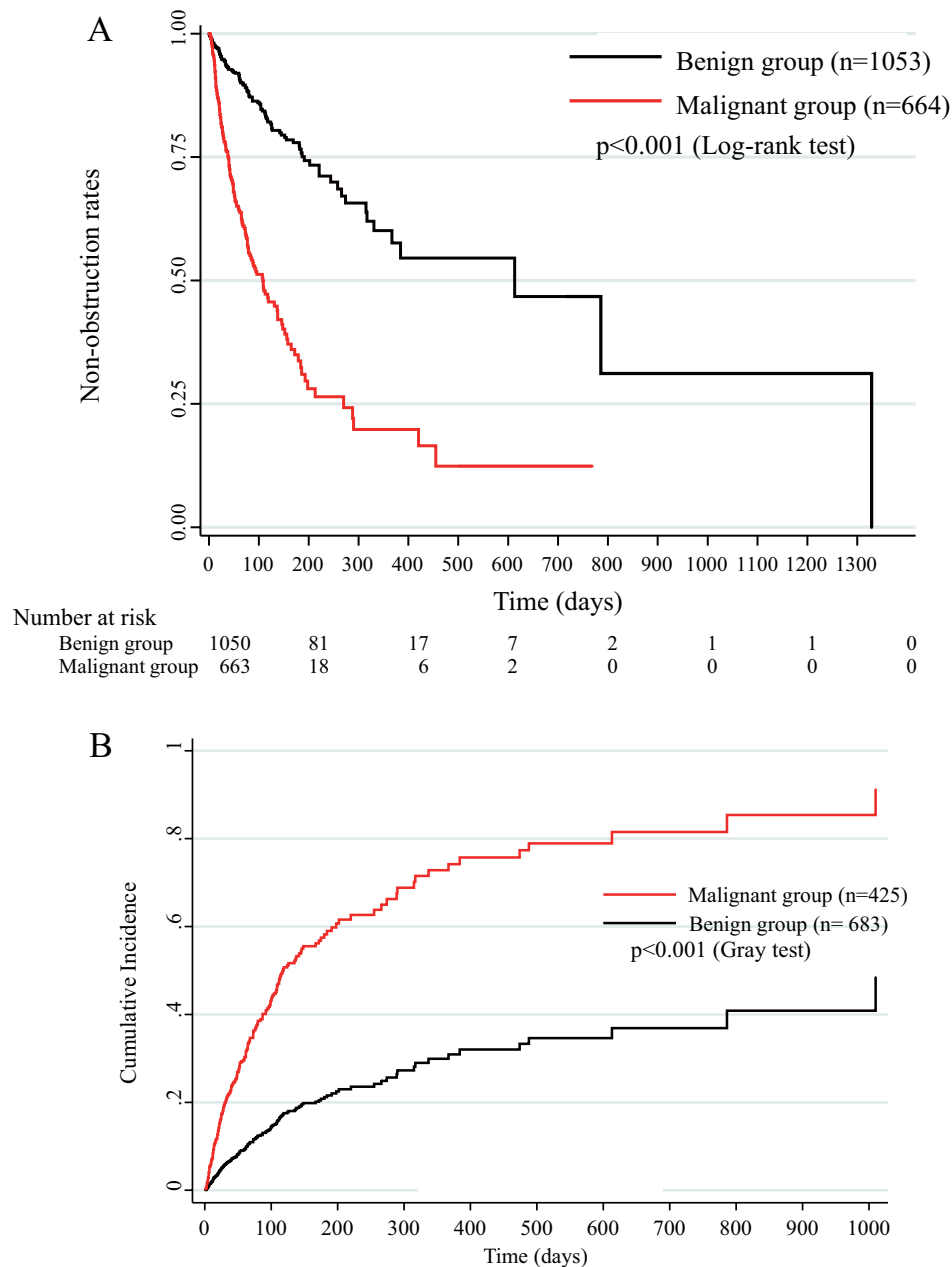 A
Benign group (n=1053)
Malignant group (n=664)
p<0.001 (Log-rank test)
Non-obstruction rates
1.00
0.75
0.50
0.25
0.00
0 100 200 300 400 500 600 700 800 900 1000 1100 1200 1300
Time (days)
Number at risk
Benign group 1050 81 17 7 2 1 1 0
Malignant group 663 18 6 2 0 0 0 0
B
Cumulative Incidence
1
.8
.6
.4
.2
0
Malignant group (n=425)
Benign group (n= 683)
p<0.001 (Gray test)
0 100 200 300 400 500 600 700 800 900 1000
Time (days)